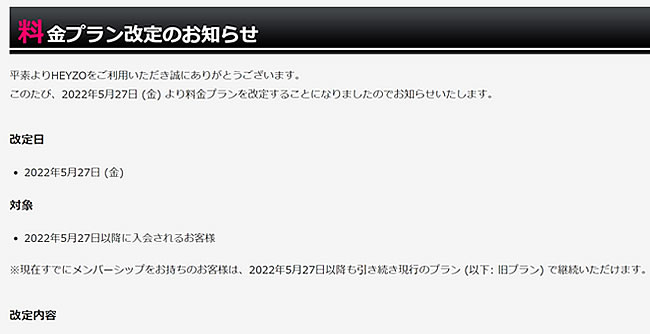 料金プラン改定のお知らせ
平素よりHEYZOをご利用いただき誠にありがとうございます。
このたび、2022年5月27日 (金) より料金プランを改定することになりましたのでお知らせいたします。
改定日
• 2022年5月27日 (金)
対象
• 2022年5月27日以降に入会されるお客様
※現在すでにメンバーシップをお持ちのお客様は、2022年5月27日以降も引き続き現行のプラン (以下: 旧プラン) で継続いただけます。
改定内容